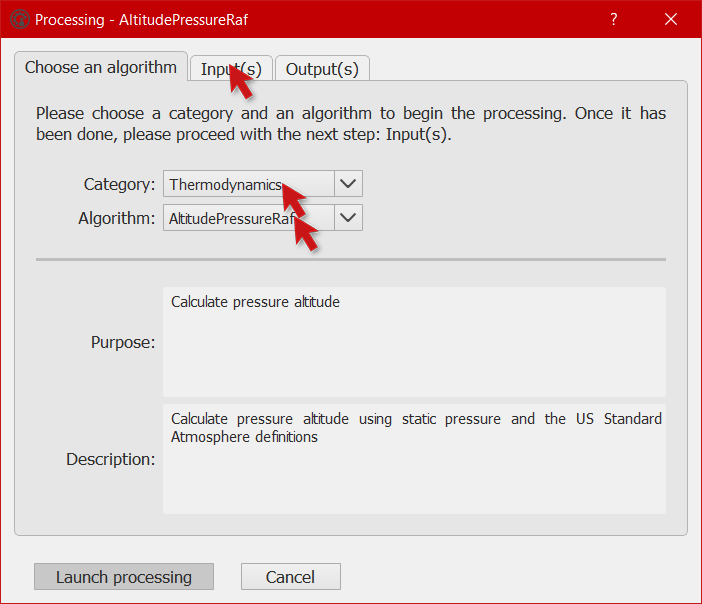 Processing - AltitudePressureRaf
?
Choose an algorithm
Input(s)
Output(s)
Please choose a category and an algorithm to begin the processing. Once it has
been done, please proceed with the next step: Input(s).
Category: Thermodynamics
Algorithm: AltitudePressureRaf
Purpose:
Calculate pressure altitude
Description:
Calculate pressure altitude using static pressure and the US Standard
Atmosphere definitions
Launch processing
Cancel